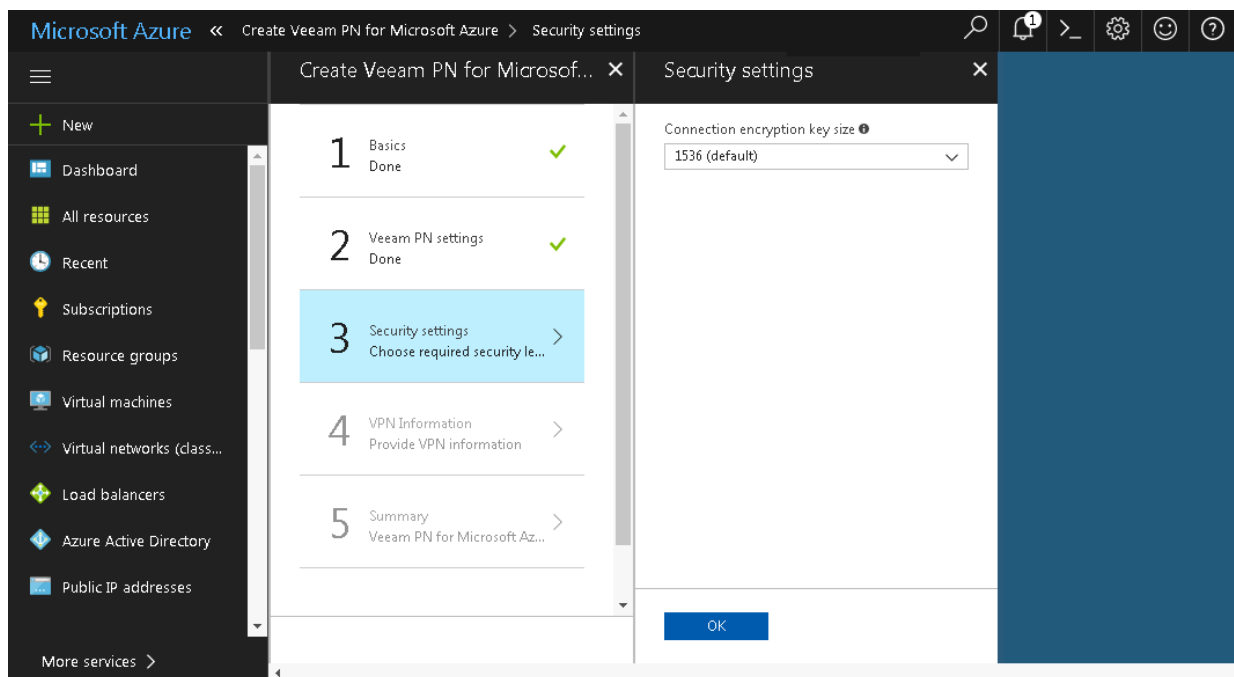 Microsoft Azure « Create Veeam PN for Microsoft Azure > Security settings
1
Create Veeam PN for Microsof...
Security settings
New
Dashboard
All resources
Recent
Subscriptions
Resource groups
Virtual machines
Virtual networks (class...
Load balancers
Azure Active Directory
Public IP addresses
More services >
1
Basics
Done
2
Veeam PN settings
Done
3
Security settings
Choose required security le...
4
VPN Information
Provide VPN information
5
Summary
Veeam PN for Microsoft Az...
Connection encryption key size
1536 (default)
OK